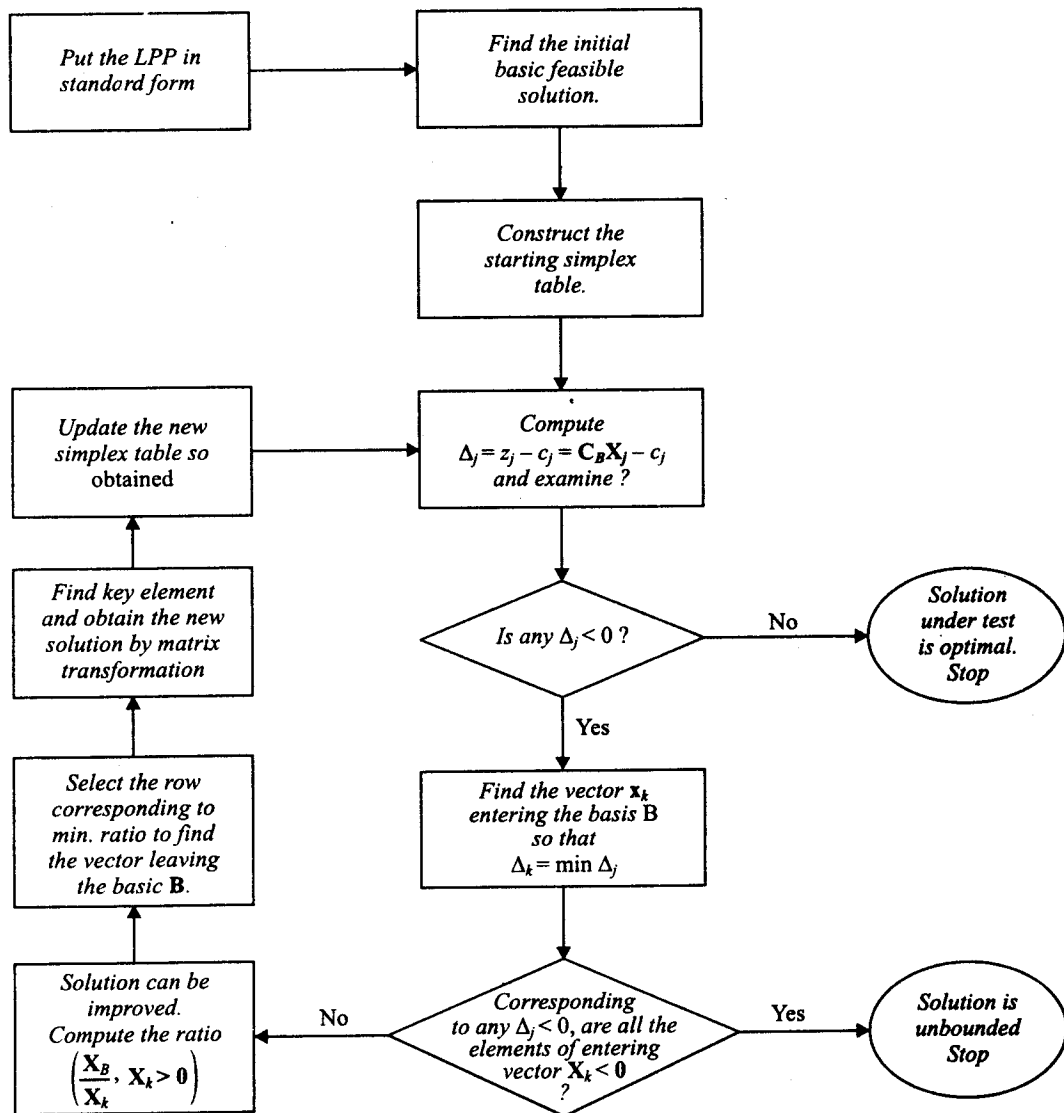 Put the LPP in
standard form
Find the initial
basic feasible
solution.
Construct the
starting simplex
table.
Update the new
simplex table so
obtained
Compute
Δj = zj – cj = CBXj – cj
and examine ?
Find key element
and obtain the new
solution by matrix
transformation
Is any Δj < 0 ?
No
Solution
under test
is optimal.
Stop
Yes
Select the row
corresponding to
min. ratio to find
the vector leaving
the basic B.
Find the vector xk
entering the basis B
so that
Δk = min Δj
Solution can be
improved.
Compute the ratio
(XB/Xk, Xk > 0)
No
Corresponding
to any Δj < 0, are all the
elements of entering
vector Xk < 0
?
Yes
Solution is
unbounded
Stop